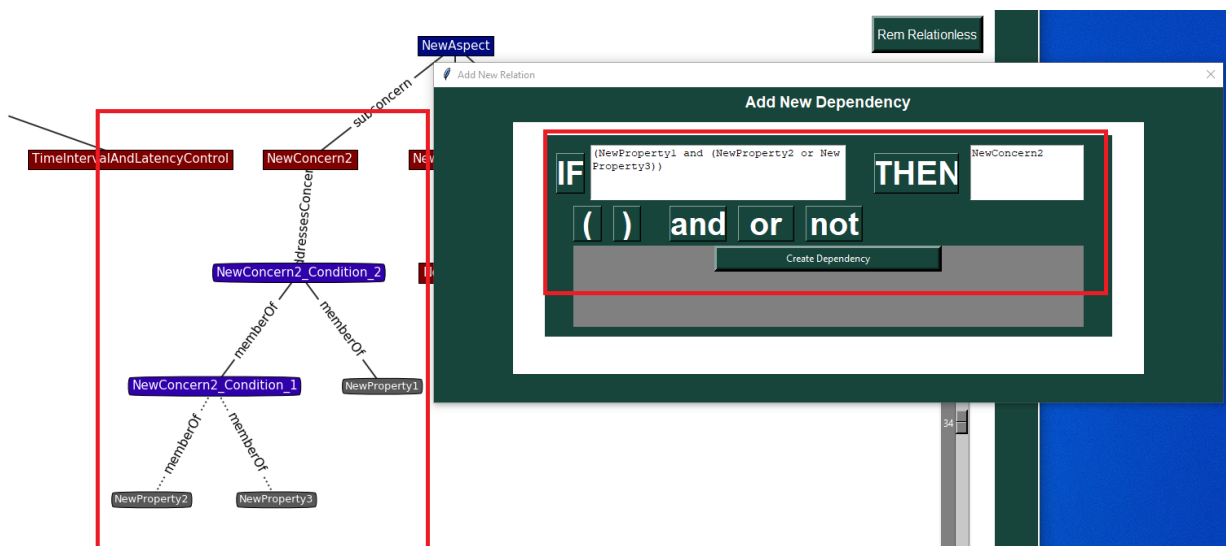 NewAspect
Rem Relationless
Add New Relation
Add New Dependency
subconcern
TimeIntervalAndLatencyControl
NewConcern2
IF
(NewProperty1 and (NewProperty2 or New
Property3))
THEN
NewConcern2
( ) and or not
Create Dependency
ddressesConcer
NewConcern2_Condition_2
memberOf
memberOf
NewConcern2_Condition_1
NewProperty1
memberOf
memberOf
NewProperty2
NewProperty3
34